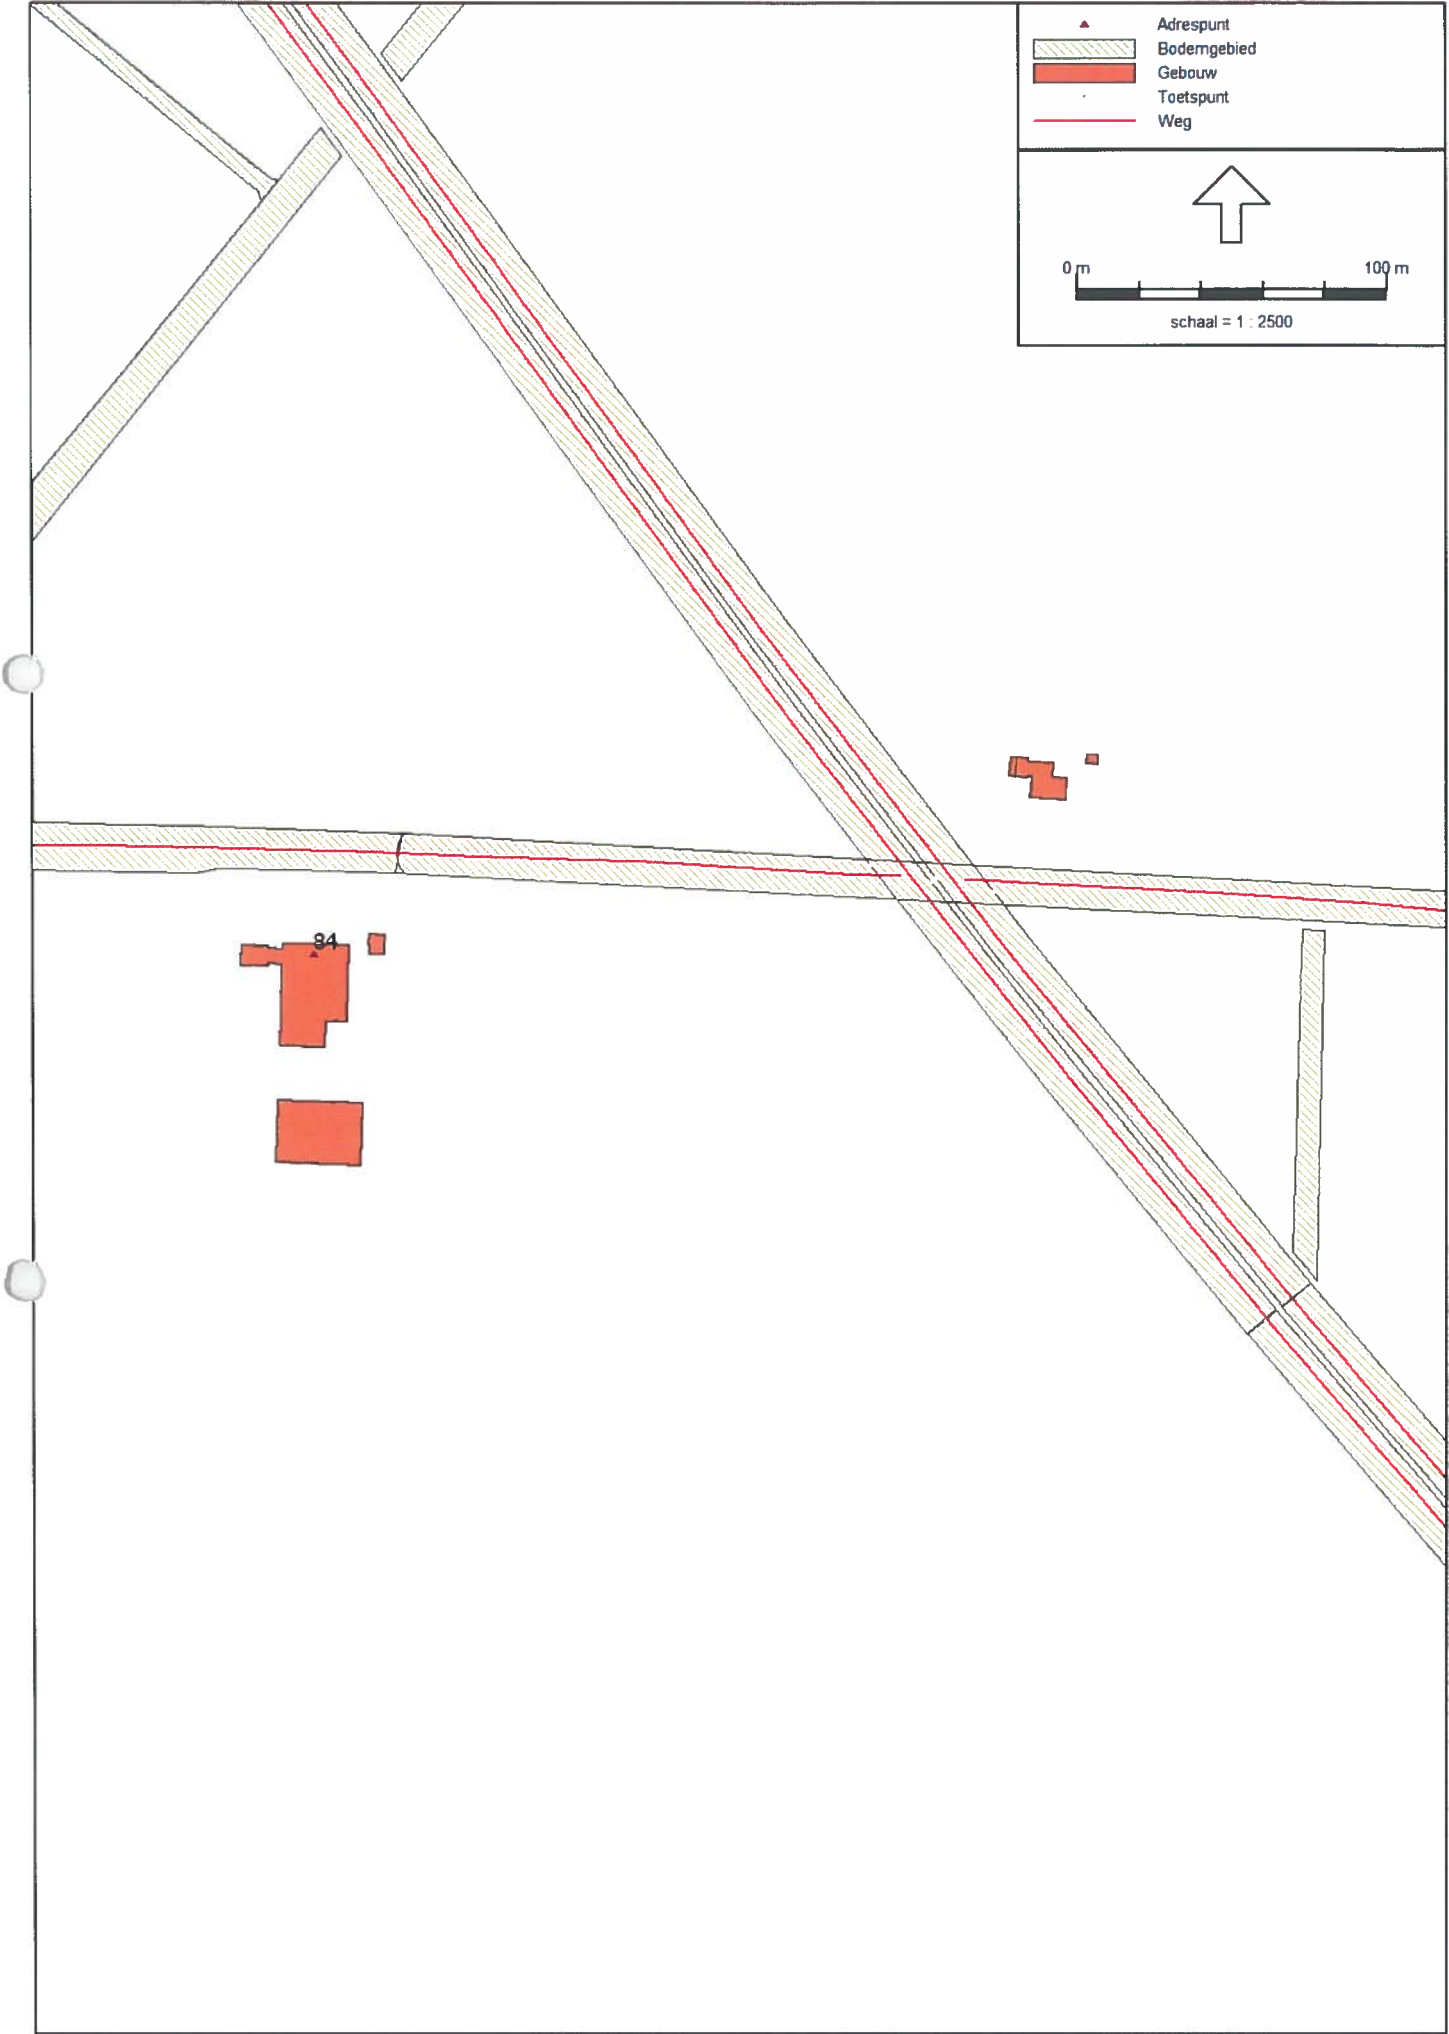 Adrespunt
Bodemgebied
Gebouw
Toetspunt
Weg
0 m 100 m
schaal = 1 : 2500
84